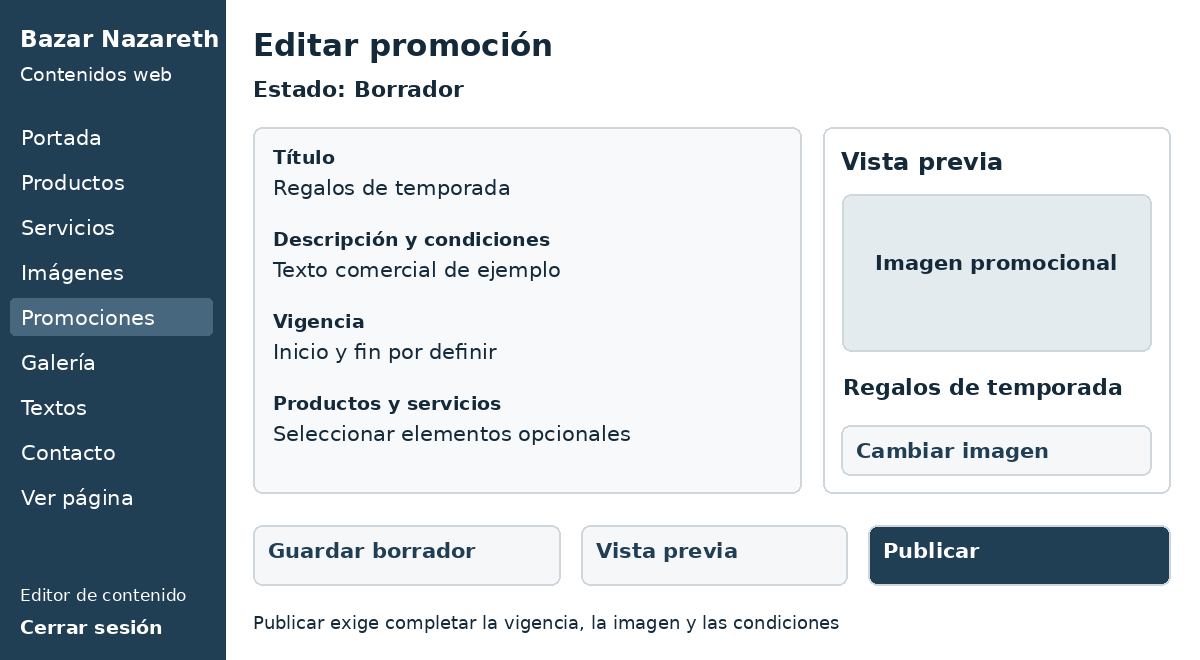 Bazar Nazareth
Contenidos web
Portada
Productos
Servicios
Imágenes
Promociones
Galería
Textos
Contacto
Ver página
Editor de contenido
Cerrar sesión
Editar promoción
Estado: Borrador
Título
Regalos de temporada
Descripción y condiciones
Texto comercial de ejemplo
Vigencia
Inicio y fin por definir
Productos y servicios
Seleccionar elementos opcionales
Vista previa
Imagen promocional
Regalos de temporada
Cambiar imagen
Guardar borrador
Vista previa
Publicar
Publicar exige completar la vigencia, la imagen y las condiciones